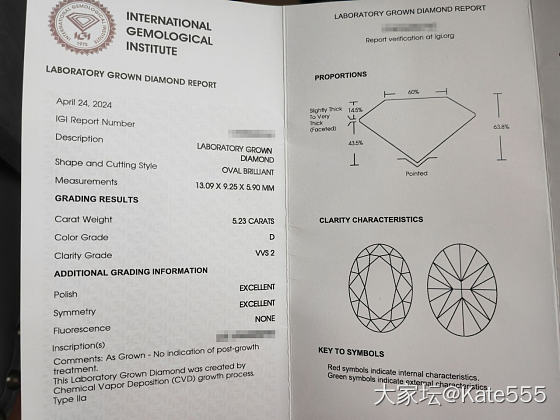 INTERNATIONAL
GEMOLOGICAL
INSTITUTE
INTERNATIONAL GEMOLOGICAL INSTITUTE
IGI
1975
LABORATORY GROWN DIAMOND REPORT
April 24, 2024
IGI Report Number
Description LABORATORY GROWN
DIAMOND
Shape and Cutting Style OVAL BRILLIANT
Measurements 13.09 X 9.25 X 5.90 MM
GRADING RESULTS
Carat Weight 5.23 CARATS
Color Grade D
Clarity Grade VVS 2
ADDITIONAL GRADING INFORMATION
Polish EXCELLENT
Symmetry EXCELLENT
Fluorescence NONE
Inscription(s)
Comments: As Grown - No indication of post-growth
treatment.
This Laboratory Grown Diamond was created by
Chemical Vapor Deposition (CVD) growth process.
Type IIa
LABORATORY GROWN DIAMOND REPORT
Report verification at igi.org
PROPORTIONS
60%
Slightly Thick
To Very
Thick
(Faceted)
14.5%
43.5%
63.8%
Pointed
CLARITY CHARACTERISTICS
KEY TO SYMBOLS
Red symbols indicate internal characteristics.
Green symbols indicate external characteristics.
大家坛@Kate555